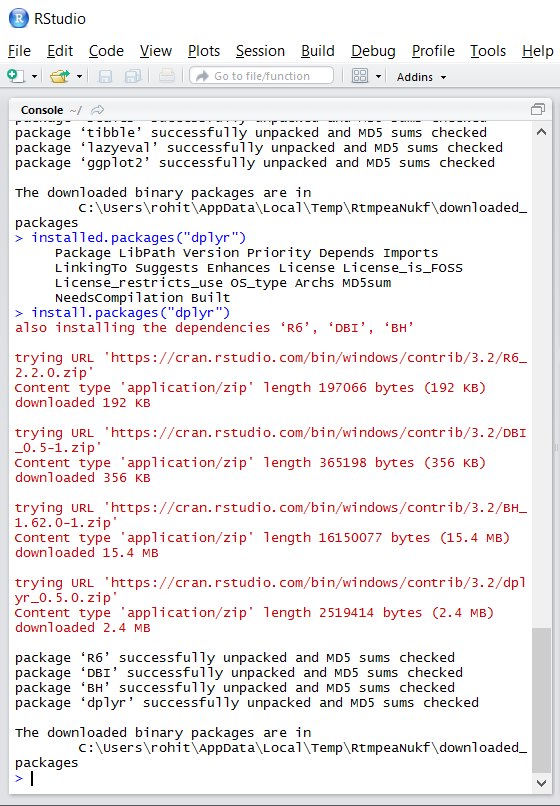 R RStudio
File Edit Code View Plots Session Build Debug Profile Tools Help
Go to file/function Addins
Console ~/
package ‘tibble’ successfully unpacked and MD5 sums checked
package ‘lazyeval’ successfully unpacked and MD5 sums checked
package ‘ggplot2’ successfully unpacked and MD5 sums checked
The downloaded binary packages are in
C:\Users\rohit\AppData\Local\Temp\RtmpeaNukf\downloaded_
packages
> installed.packages("dplyr")
Package LibPath Version Priority Depends Imports
LinkingTo Suggests Enhances License License_is_FOSS
License_restricts_use OS_type Archs MD5sum
NeedsCompilation Built
> install.packages("dplyr")
also installing the dependencies ‘R6’, ‘DBI’, ‘BH’
trying URL 'https://cran.rstudio.com/bin/windows/contrib/3.2/R6_
2.2.0.zip'
Content type 'application/zip' length 197066 bytes (192 KB)
downloaded 192 KB
trying URL 'https://cran.rstudio.com/bin/windows/contrib/3.2/DBI
_0.5-1.zip'
Content type 'application/zip' length 365198 bytes (356 KB)
downloaded 356 KB
trying URL 'https://cran.rstudio.com/bin/windows/contrib/3.2/BH_
1.62.0-1.zip'
Content type 'application/zip' length 16150077 bytes (15.4 MB)
downloaded 15.4 MB
trying URL 'https://cran.rstudio.com/bin/windows/contrib/3.2/dpl
yr_0.5.0.zip'
Content type 'application/zip' length 2519414 bytes (2.4 MB)
downloaded 2.4 MB
package ‘R6’ successfully unpacked and MD5 sums checked
package ‘DBI’ successfully unpacked and MD5 sums checked
package ‘BH’ successfully unpacked and MD5 sums checked
package ‘dplyr’ successfully unpacked and MD5 sums checked
The downloaded binary packages are in
C:\Users\rohit\AppData\Local\Temp\RtmpeaNukf\downloaded_
packages
>